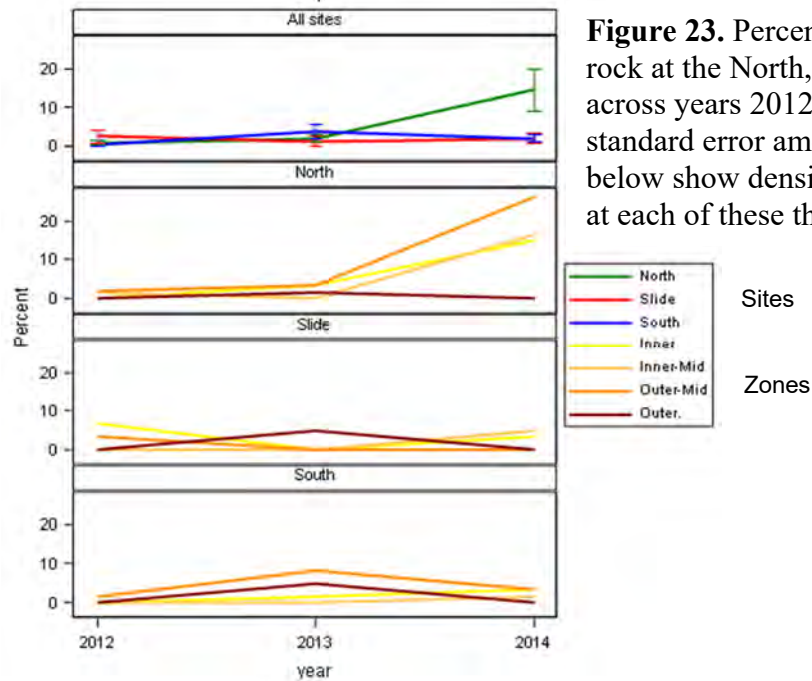 All sites
20
10
0
North
20
10
0
Slide
20
10
0
South
20
10
0
Percent
2012
2013
2014
year
Figure 23. Percen
rock at the North,
across years 2012
standard error am
below show densi
at each of these th
North
Slide
South
Inner
Inner-Mid
Outer-Mid
Outer.
Sites
Zones